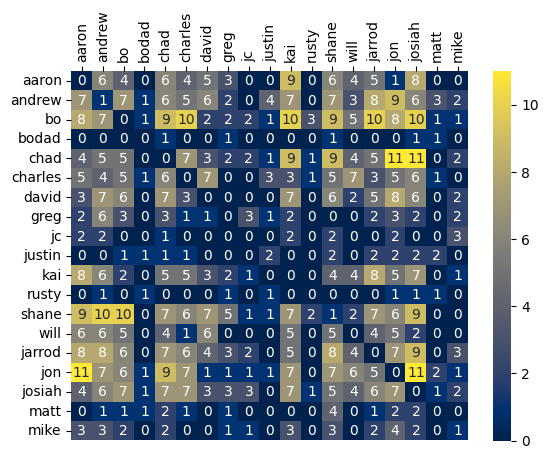 aaron andrew bo bodad chad charles david greg jc justin kai rusty shane will jarrod jon josiah matt mike
aaron 0 6 4 0 6 4 5 3 0 0 9 0 6 4 5 1 8 0 0
andrew 7 1 7 1 6 5 6 2 0 4 7 0 7 3 8 9 6 3 2
bo 8 7 0 1 9 10 2 2 2 1 10 3 9 5 10 8 10 1 1
bodad 0 0 0 0 0 0 0 1 0 0 0 0 1 0 0 0 1 1 0
chad 4 5 5 0 0 7 3 2 2 1 9 1 9 4 5 11 11 0 2
charles 5 4 5 1 6 0 7 0 0 3 3 1 5 7 3 5 6 1 0
david 3 7 6 0 7 3 0 0 0 0 7 0 6 2 5 8 6 0 2
greg 2 6 3 0 3 1 1 0 3 1 2 0 0 0 2 3 2 0 2
jc 2 2 0 0 1 0 0 0 0 0 2 0 2 0 0 2 0 0 3
justin 0 0 1 1 1 1 0 0 0 2 0 0 2 0 2 2 2 2 0
kai 8 6 2 0 5 5 3 2 1 0 0 0 4 4 8 5 7 0 1
rusty 0 1 0 1 0 0 0 1 0 1 0 0 0 0 0 1 1 1 0
shane 9 10 10 0 7 6 7 5 1 1 7 2 1 2 7 6 9 0 0
will 6 6 5 0 4 1 6 0 0 0 5 0 5 0 4 5 2 0 0
jarrod 8 8 6 0 7 6 4 3 2 0 5 0 8 4 0 7 9 0 3
jon 11 7 6 1 9 7 1 1 1 1 7 0 7 6 5 0 11 2 1
josiah 4 6 7 1 7 7 3 3 3 0 7 1 5 4 6 7 0 1 2
matt 0 1 1 1 2 1 0 1 0 0 0 0 4 0 1 2 2 0 0
mike 3 3 2 0 2 0 0 1 1 0 3 0 3 0 2 4 2 0 1
10
8
6
4
2
0